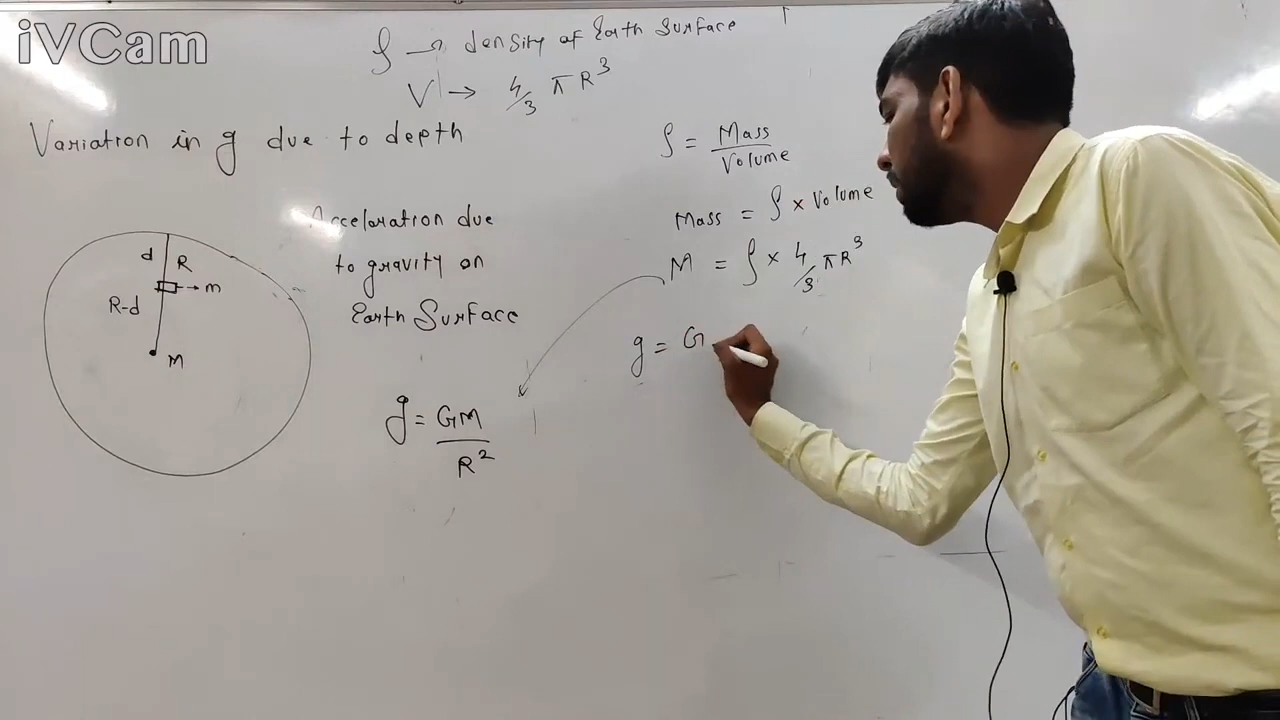 iVCam
ρ → density of Earth Surface
V → 4/3 π R³
Variation in g due to depth
ρ = Mass / Volume
Mass = ρ × Volume
M = ρ × 4/3 πR³
g = G
Acceleration due
to gravity on
Earth Surface
g = GM / R²
d R
m
R-d
M